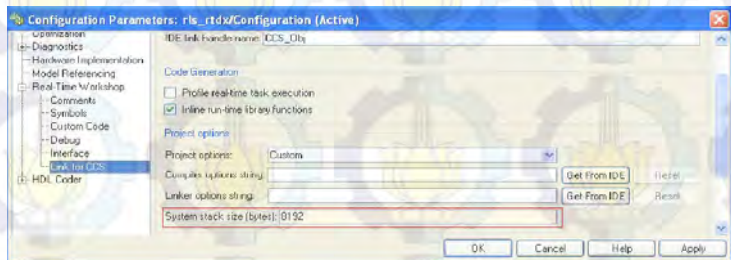 Configuration Parameters: rls_rtdx/Configuration (Active)
Optimization
Diagnostics
Hardware Implementation
Model Referencing
Real-Time Workshop
Comments
Symbols
Custom Code
Debug
Interface
Link for CCS
HDL Coder
IDE link handle name: CCS_Obj
Code Generation
Profile real-time task execution
Inline run-time library functions
Project options
Project options: Custom
Compiler options string: Get From IDE Reset
Linker options string: Get From IDE Reset
System stack size (bytes): 8192
OK Cancel Help Apply